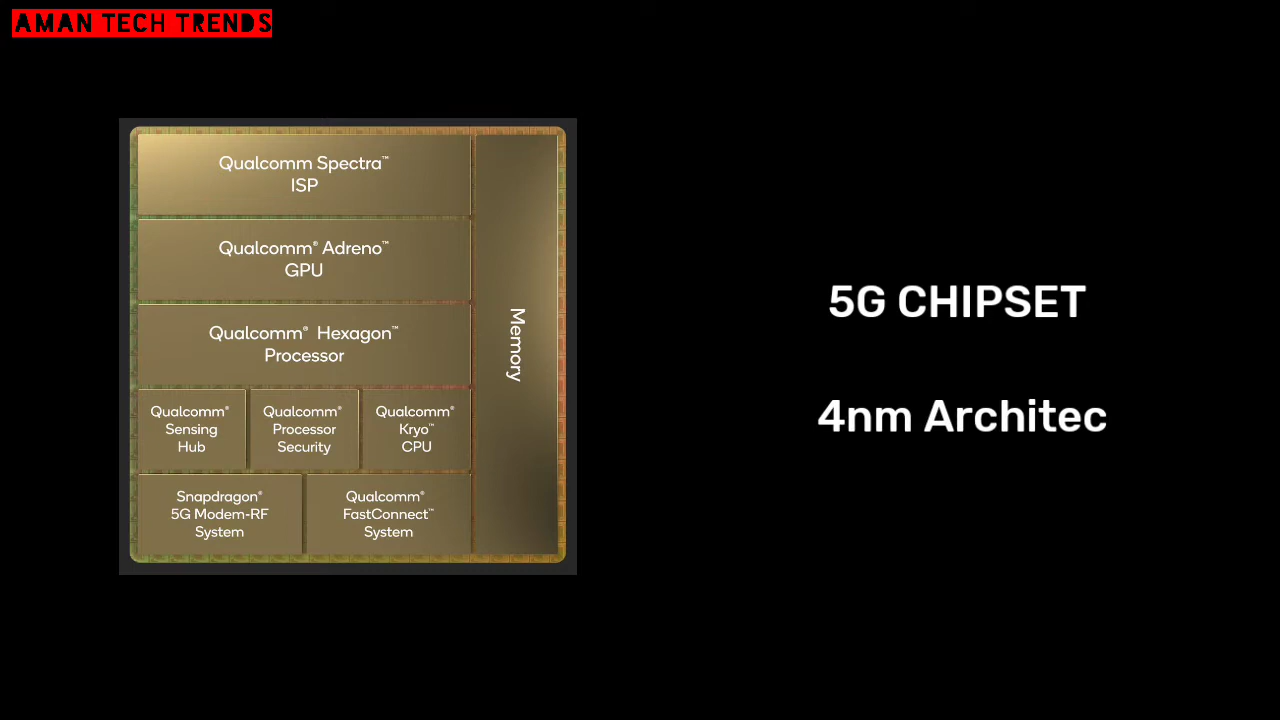 AMAN TECH TRENDS
Qualcomm Spectra™
ISP
Qualcomm® Adreno™
GPU
Qualcomm® Hexagon™
Processor
Memory
Qualcomm®
Sensing
Hub
Qualcomm®
Processor
Security
Qualcomm®
Kryo™
CPU
Snapdragon®
5G Modem-RF
System
Qualcomm®
FastConnect™
System
5G CHIPSET
4nm Architec